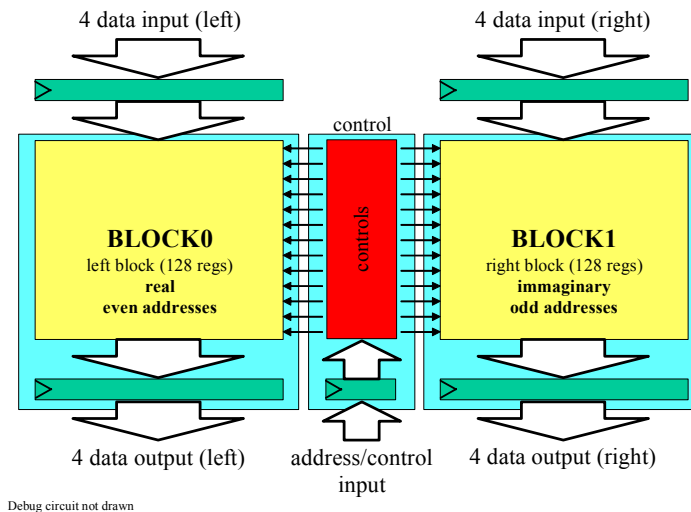 4 data input (left)
4 data input (right)
control
controls
BLOCK0
left block (128 regs)
real
even addresses
BLOCK1
right block (128 regs)
immaginary
odd addresses
4 data output (left)
address/control
input
4 data output (right)
Debug circuit not drawn